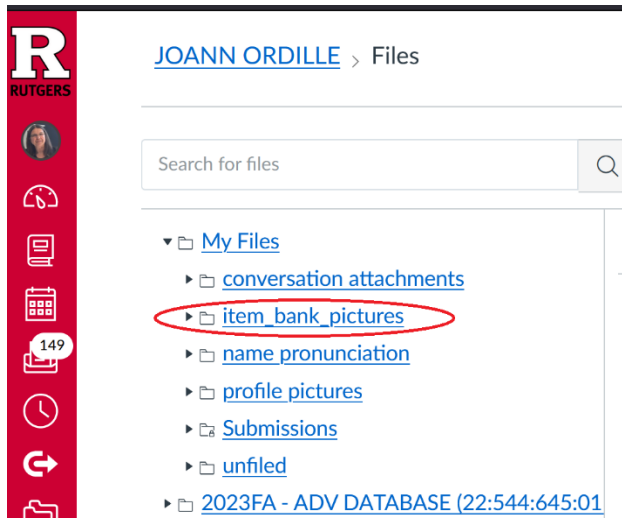 R
RUTGERS
JOANN ORDILLE > Files
Search for files
My Files
conversation attachments
item_bank_pictures
149
name pronunciation
profile pictures
Submissions
unfiled
2023FA - ADV DATABASE (22:544:645:01